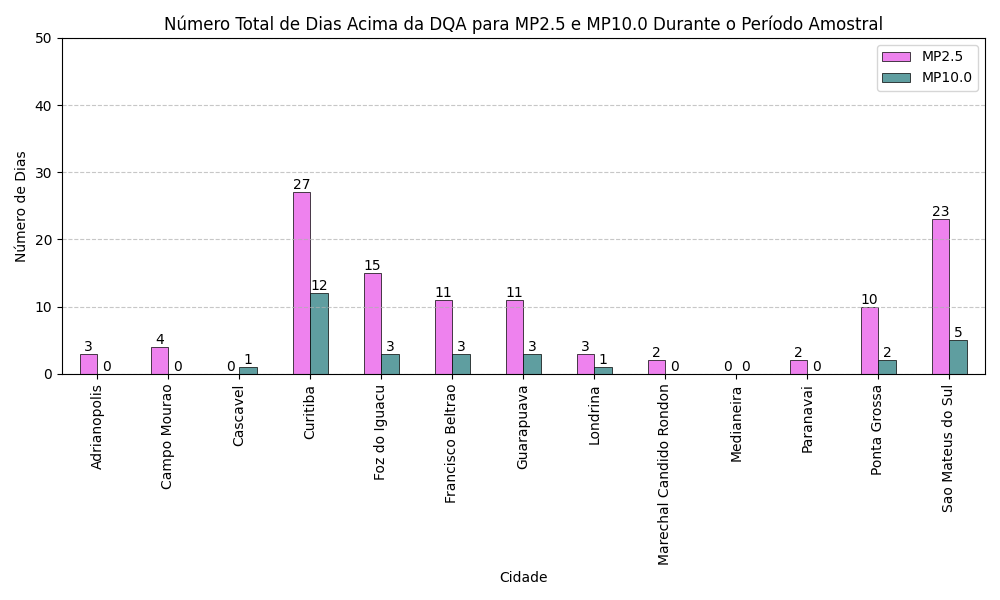 Número Total de Dias Acima da DQA para MP2.5 e MP10.0 Durante o Período Amostral
MP2.5
MP10.0
Número de Dias
50
40
30
20
10
0
3 0
4 0
0 1
27 12
15 3
11 3
11 3
3 1
2 0
0 0
2 0
10 2
23 5
Adrianopolis
Campo Mourao
Cascavel
Curitiba
Foz do Iguacu
Francisco Beltrao
Guarapuava
Londrina
Marechal Candido Rondon
Medianeira
Paranavai
Ponta Grossa
Sao Mateus do Sul
Cidade